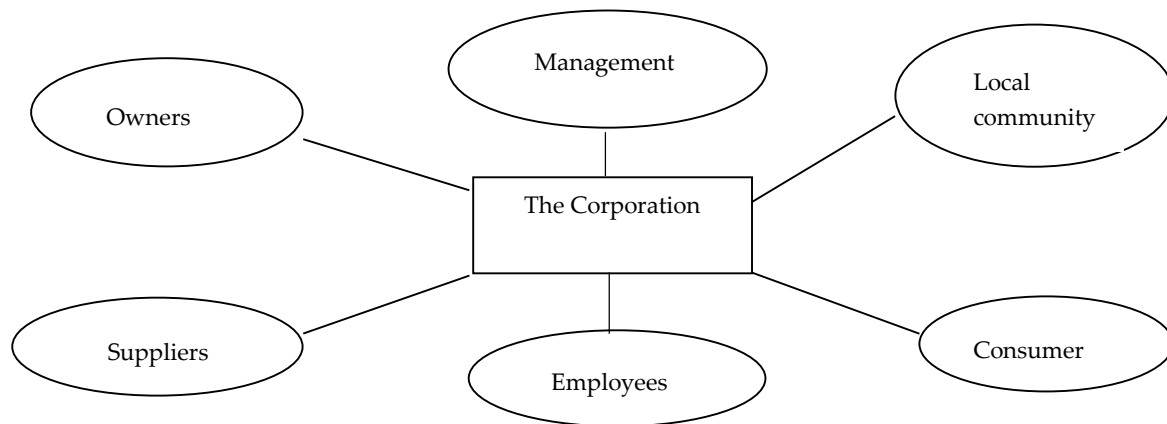 Management
Owners
Local
community
The Corporation
Suppliers
Employees
Consumer